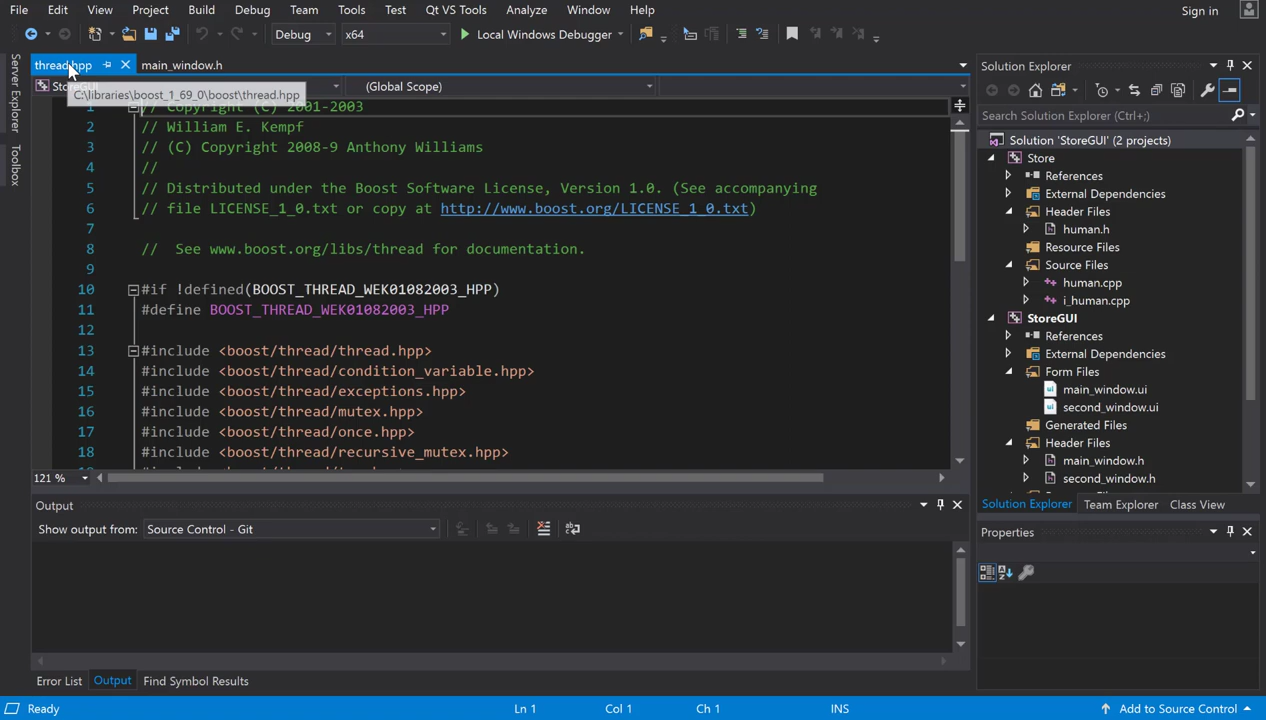 File Edit View Project Build Debug Team Tools Test Qt VS Tools Analyze Window Help
Sign in
Debug x64 Local Windows Debugger
Server Explorer
Toolbox
thread.hpp main_window.h
StoreGUI (Global Scope)
C:\libraries\boost_1_69_0\boost\thread.hpp
1 // Copyright (C) 2001-2003
2 // William E. Kempf
3 // (C) Copyright 2008-9 Anthony Williams
4 //
5 // Distributed under the Boost Software License, Version 1.0. (See accompanying
6 // file LICENSE_1_0.txt or copy at http://www.boost.org/LICENSE_1_0.txt)
7
8 // See www.boost.org/libs/thread for documentation.
9
10 #if !defined(BOOST_THREAD_WEK01082003_HPP)
11 #define BOOST_THREAD_WEK01082003_HPP
12
13 #include <boost/thread/thread.hpp>
14 #include <boost/thread/condition_variable.hpp>
15 #include <boost/thread/exceptions.hpp>
16 #include <boost/thread/mutex.hpp>
17 #include <boost/thread/once.hpp>
18 #include <boost/thread/recursive_mutex.hpp>
121 %
Output
Show output from: Source Control - Git
Error List Output Find Symbol Results
Solution Explorer
Search Solution Explorer (Ctrl+;)
Solution 'StoreGUI' (2 projects)
Store
References
External Dependencies
Header Files
human.h
Resource Files
Source Files
human.cpp
i_human.cpp
StoreGUI
References
External Dependencies
Form Files
main_window.ui
second_window.ui
Generated Files
Header Files
main_window.h
second_window.h
Solution Explorer Team Explorer Class View
Properties
Ready Ln 1 Col 1 Ch 1 INS Add to Source Control